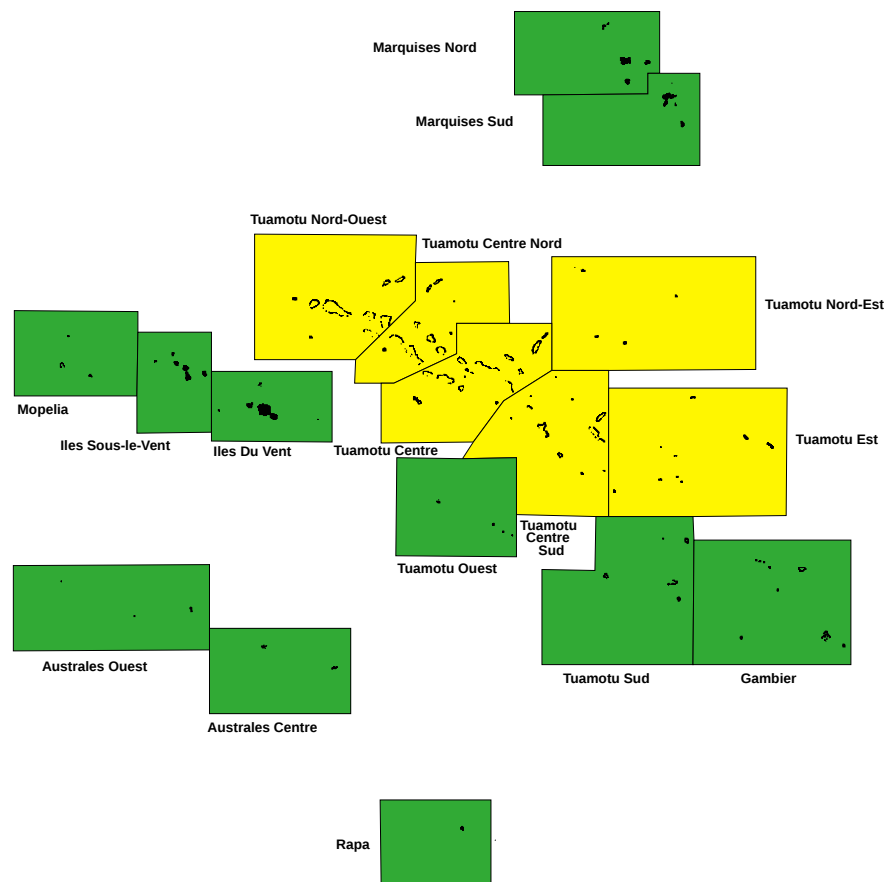 Marquises Nord
Marquises Sud
Tuamotu Nord-Ouest
Tuamotu Centre Nord
Tuamotu Nord-Est
Mopelia
Iles Sous-le-Vent
Iles Du Vent
Tuamotu Centre
Tuamotu Est
Tuamotu
Centre
Sud
Tuamotu Ouest
Australes Ouest
Tuamotu Sud
Gambier
Australes Centre
Rapa